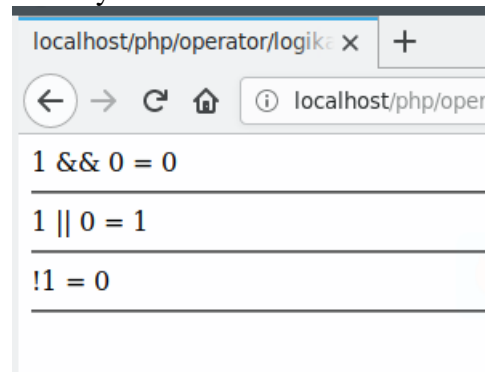 localhost/php/operator/logika
localhost/php/oper
1 && 0 = 0
1 || 0 = 1
!1 = 0